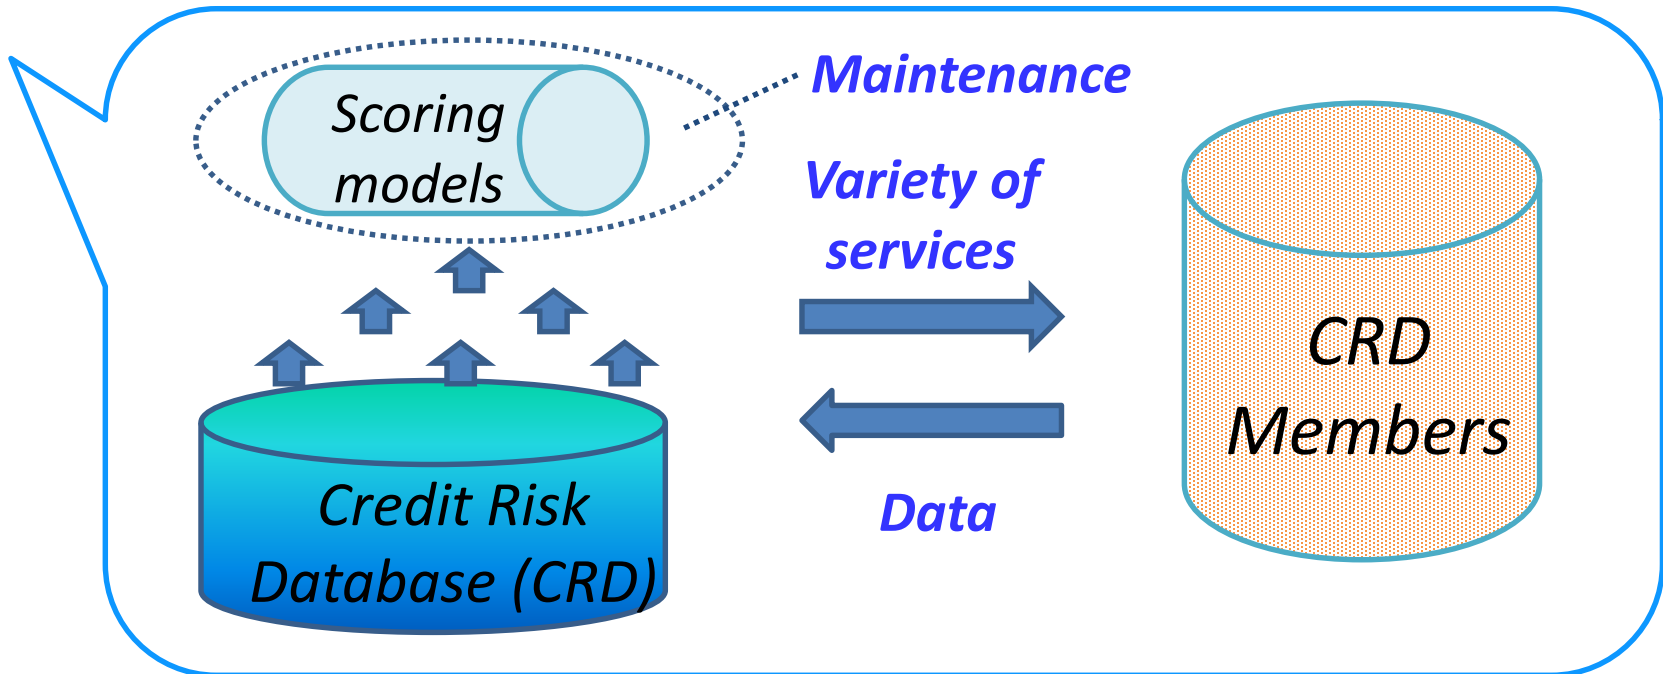 Scoring
models
Maintenance
Variety of
services
Credit Risk
Database (CRD)
Data
CRD
Members